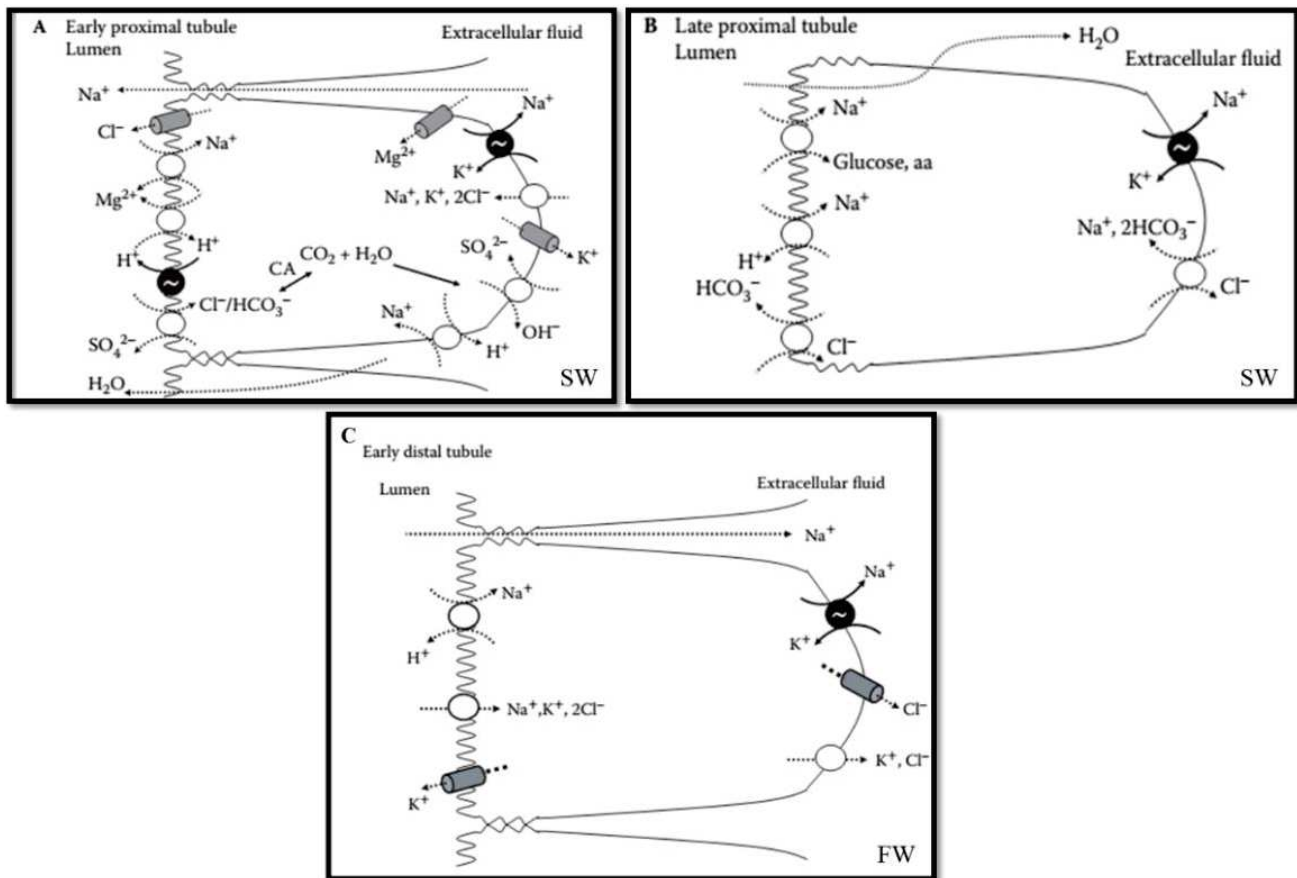 A Early proximal tubule
Lumen
Extracellular fluid
Na⁺
Cl⁻
Na⁺
Mg²⁺
H⁺
H⁺
CA
CO₂ + H₂O
Cl⁻/HCO₃⁻
SO₄²⁻
H₂O
Mg²⁺
Na⁺
K⁺
Na⁺, K⁺, 2Cl⁻
SO₄²⁻
K⁺
Na⁺
OH⁻
H⁺
SW
B Late proximal tubule
Lumen
H₂O
Extracellular fluid
Na⁺
Glucose, aa
Na⁺
H⁺
HCO₃⁻
Cl⁻
Na⁺
K⁺
Na⁺, 2HCO₃⁻
Cl⁻
SW
C
Early distal tubule
Lumen
Extracellular fluid
Na⁺
Na⁺
Na⁺
K⁺
H⁺
Na⁺,K⁺, 2Cl⁻
Cl⁻
K⁺, Cl⁻
K⁺
FW